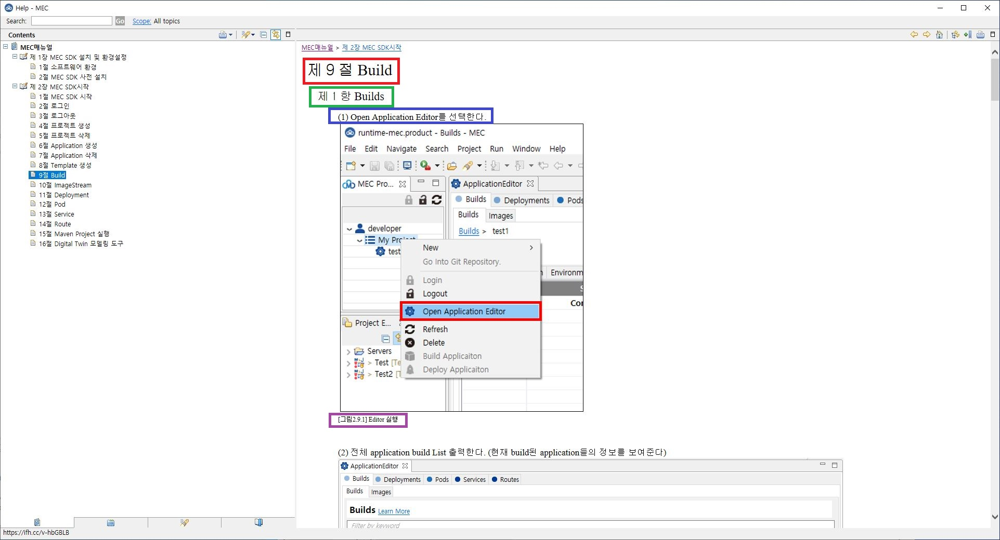 Help - MEC
Search: Go Scope: All topics
Contents
MEC매뉴얼
제 1장 MEC SDK 설치 및 환경설정
1절 소프트웨어 환경
2절 MEC SDK 사전 설치
제 2장 MEC SDK시작
1절 MEC SDK 시작
2절 로그인
3절 로그아웃
4절 프로젝트 생성
5절 프로젝트 삭제
6절 Application 생성
7절 Application 삭제
8절 Template 생성
9절 Build
10절 ImageStream
11절 Deployment
12절 Pod
13절 Service
14절 Route
15절 Maven Project 실행
16절 Digital Twin 모델링 도구
https://ifh.cc/v-hbGBLB
MEC매뉴얼 > 제 2장 MEC SDK시작
제 9 절 Build
제 1 항 Builds
(1) Open Application Editor를 선택한다.
runtime-mec.product - Builds - MEC
File Edit Navigate Search Project Run Window Help
MEC Pro...
developer
My Project
test
ApplicationEditor
Builds Deployments Pods
Builds Images
Builds > test1
Environm
Cor
New
Go Into Git Repository.
Login
Logout
Open Application Editor
Refresh
Delete
Build Applicaiton
Deploy Applicaiton
Project E...
Servers
> Test [Te
> Test2 [T
[그림2.9.1] Editor 실행
(2) 전체 application build List 출력한다. (현재 build된 application들의 정보를 보여준다)
ApplicationEditor
Builds Deployments Pods Services Routes
Builds Images
Builds Learn More
Filter by keyword